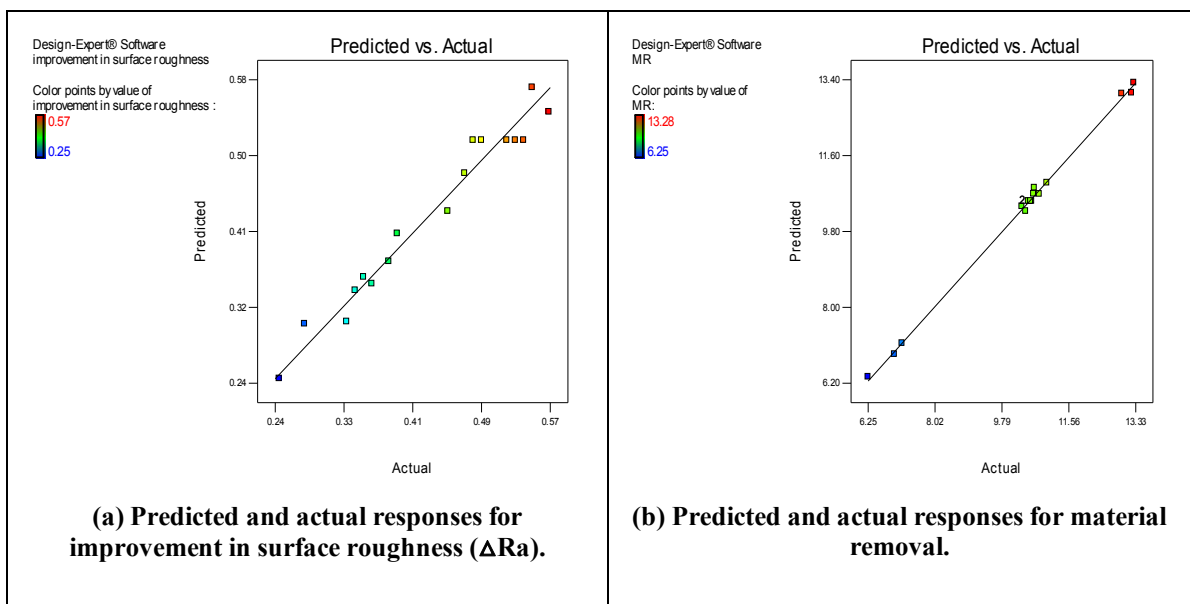 Design-Expert® Software
improvement in surface roughness
Color points by value of
improvement in surface roughness :
0.57
0.25
Predicted vs. Actual
0.58
0.50
0.41
0.32
0.24
Predicted
0.24 0.33 0.41 0.49 0.57
Actual
(a) Predicted and actual responses for
improvement in surface roughness (ΔRa).
Design-Expert® Software
MR
Color points by value of
MR:
13.28
6.25
Predicted vs. Actual
13.40
11.60
9.80
8.00
6.20
Predicted
2
6.25 8.02 9.79 11.56 13.33
Actual
(b) Predicted and actual responses for material
removal.